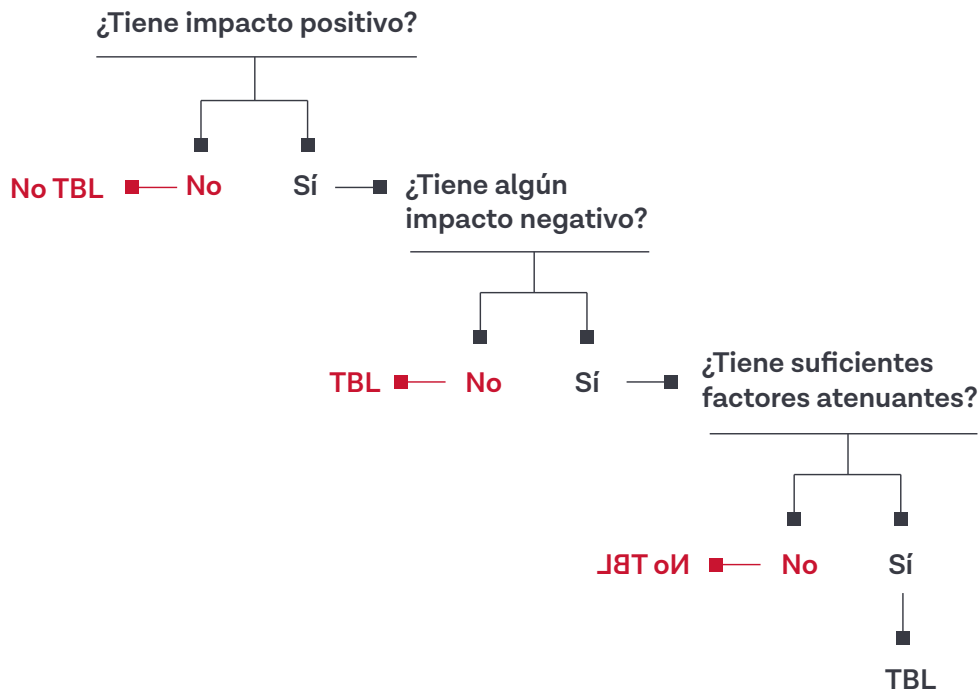 ¿Tiene impacto positivo?
No TBL
No
Sí
¿Tiene algún
impacto negativo?
TBL
No
Sí
¿Tiene suficientes
factores atenuantes?
No TBL
No
Sí
TBL